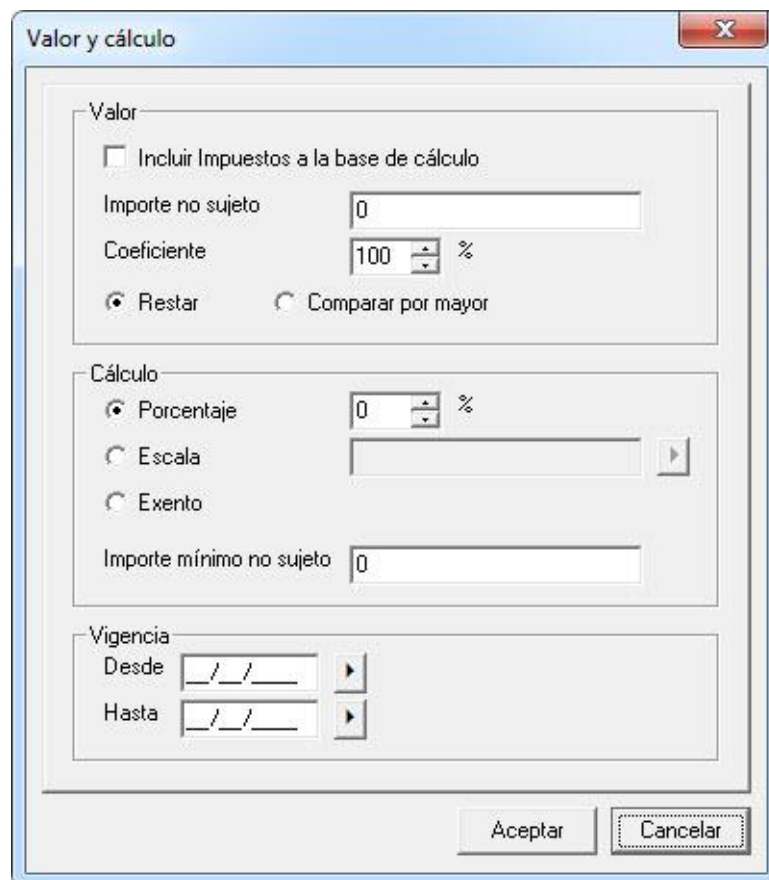 Valor y cálculo
Valor
Incluir Impuestos a la base de cálculo
Importe no sujeto 0
Coeficiente 100 %
Restar Comparar por mayor
Cálculo
Porcentaje 0 %
Escala
Exento
Importe mínimo no sujeto 0
Vigencia
Desde __/__/____
Hasta __/__/____
Aceptar Cancelar